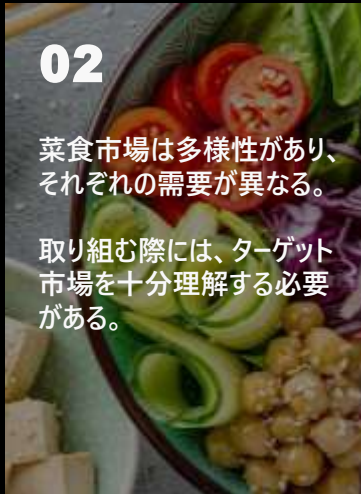 02
菜食市場は多様性があり、
それぞれの需要が異なる。
取り組む際には、ターゲット
市場を十分理解する必要
がある。